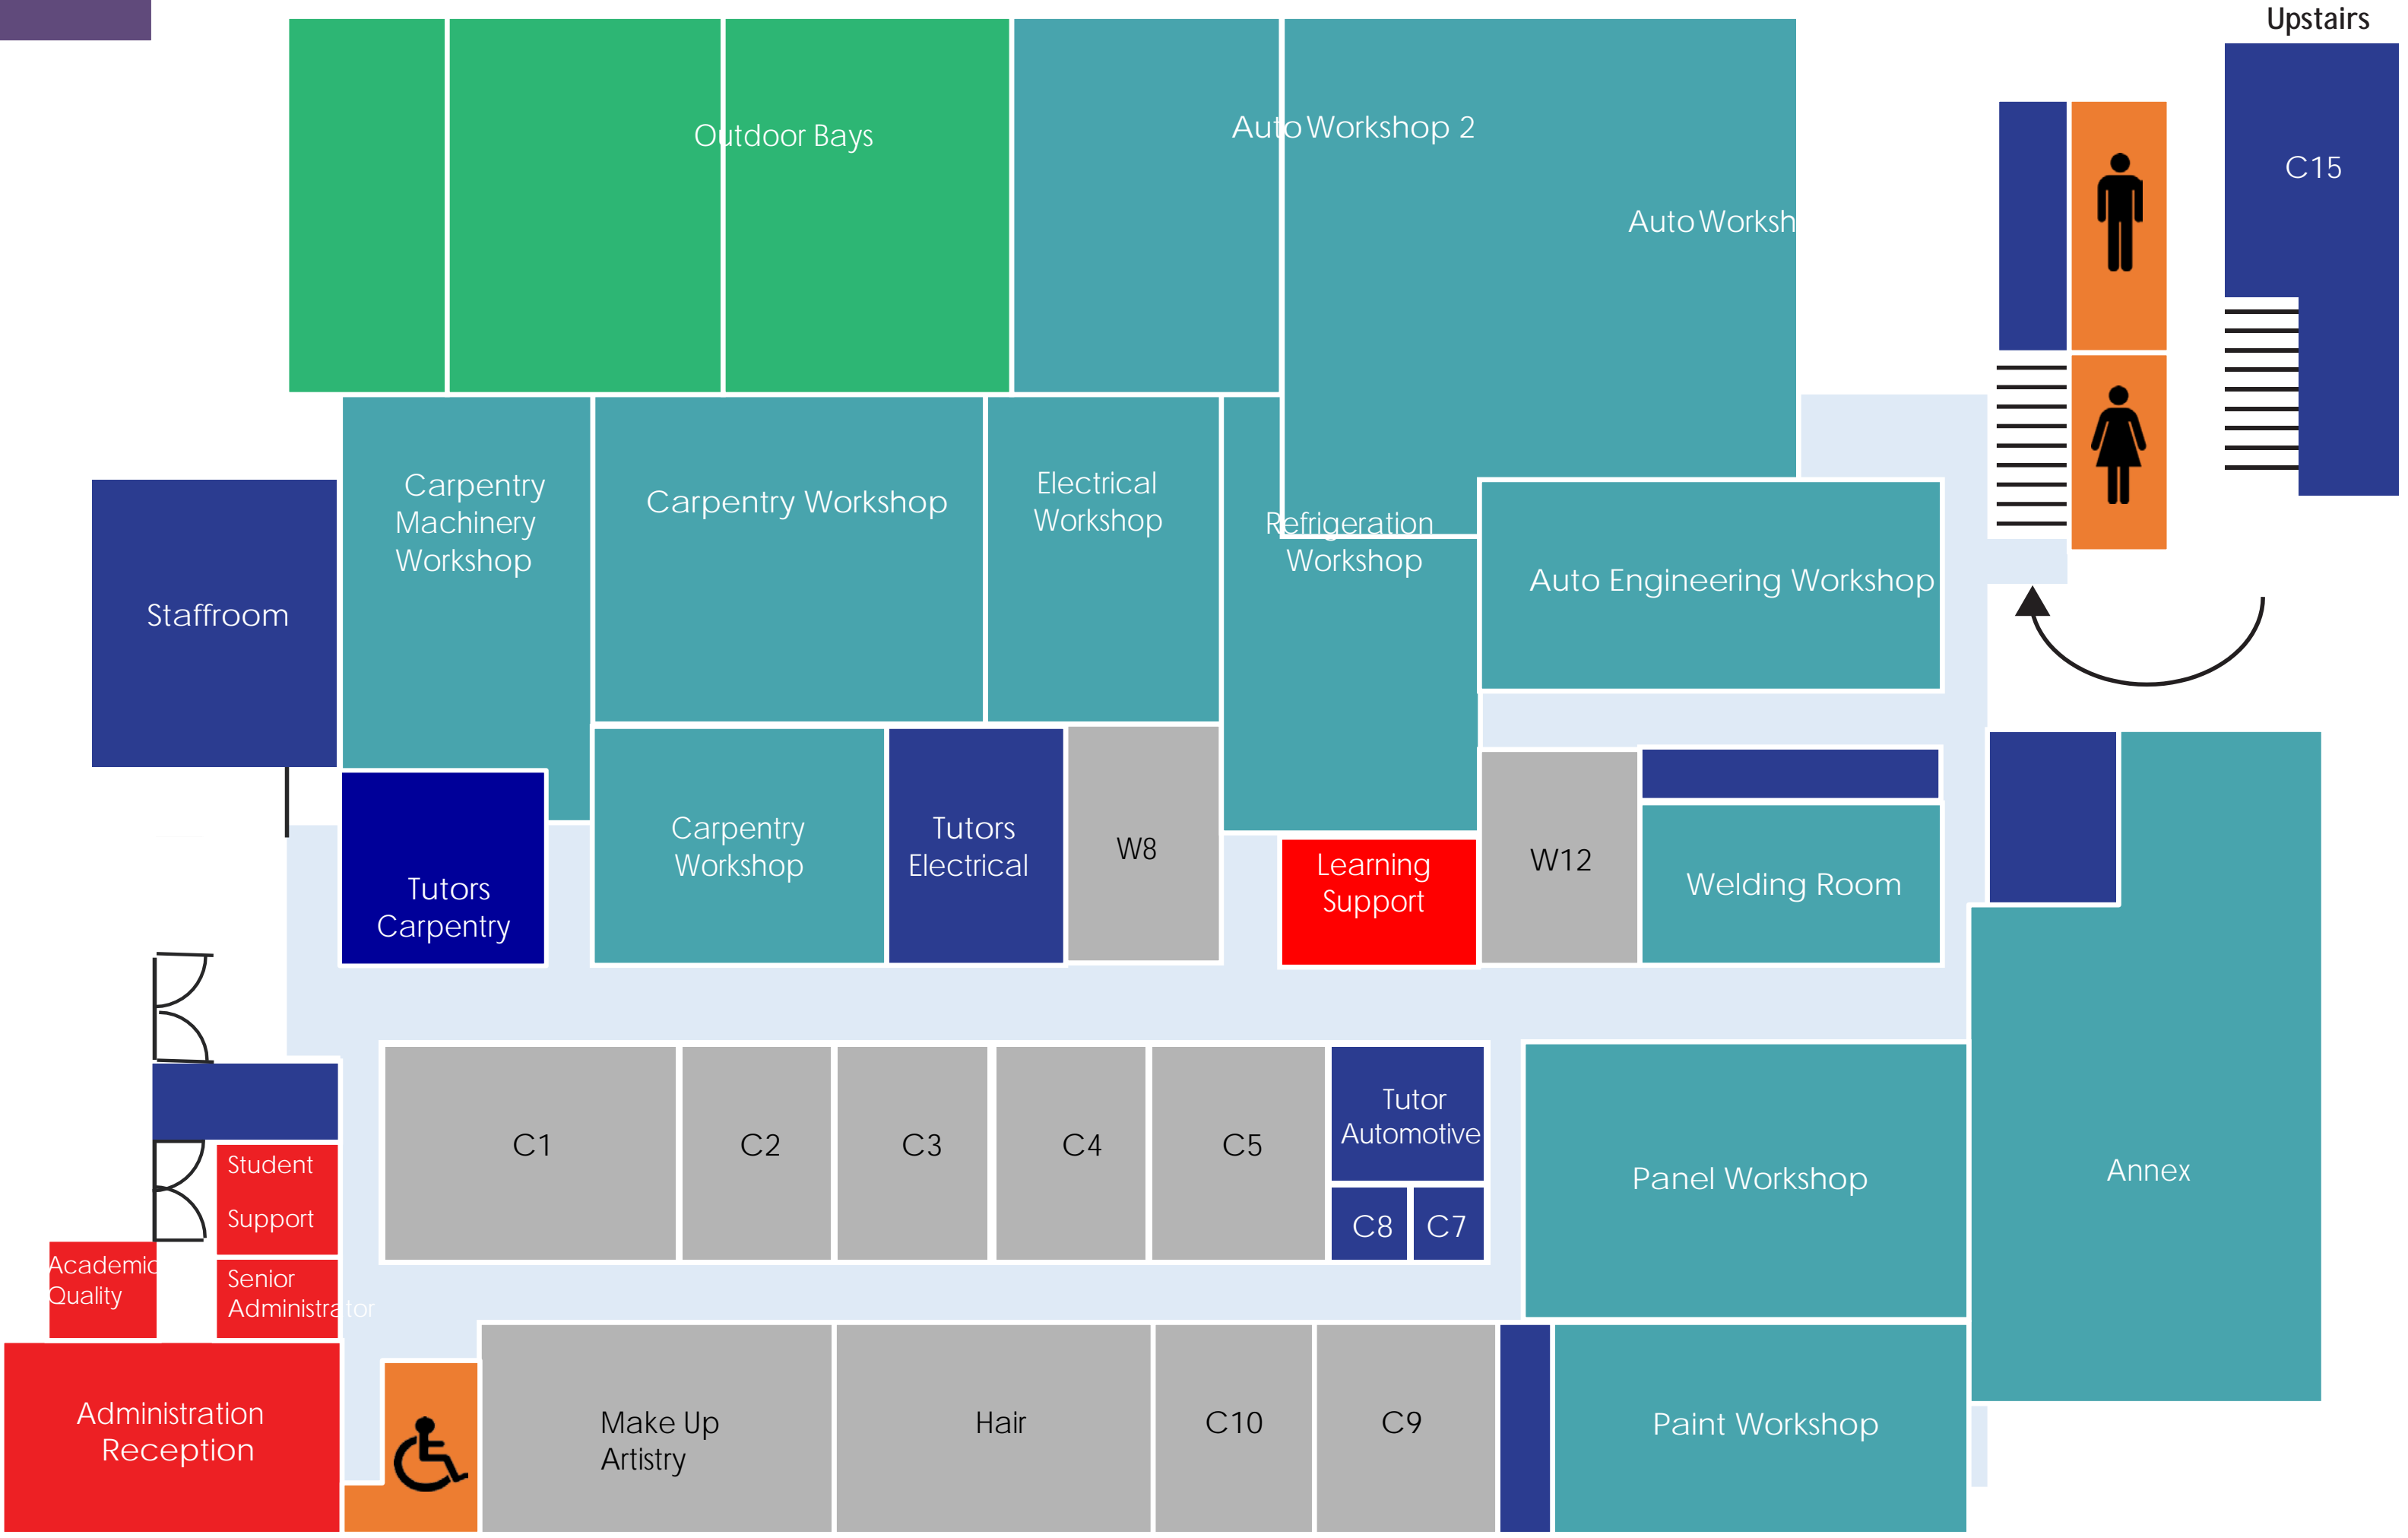 Upstairs
Outdoor Bays
Auto Workshop 2
C15
Auto Worksh
Carpentry
Machinery
Workshop
Carpentry Workshop
Electrical
Workshop
Refrigeration
Workshop
Auto Engineering Workshop
Staffroom
Carpentry
Workshop
Tutors
Electrical
W8
Learning
Support
W12
Welding Room
Tutors
Carpentry
C1
C2
C3
C4
C5
Tutor
Automotive
C8
C7
Panel Workshop
Annex
Student
Support
Academic
Quality
Senior
Administrator
Administration
Reception
Make Up
Artistry
Hair
C10
C9
Paint Workshop